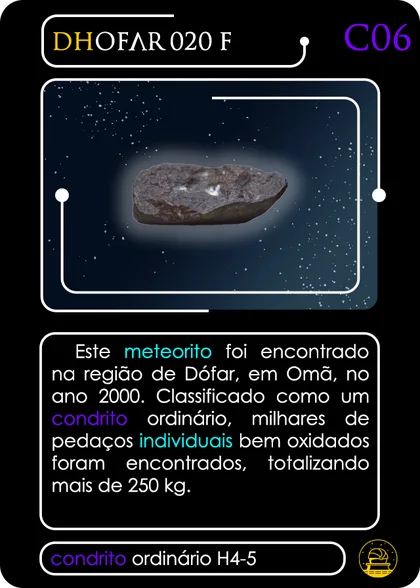 DHOFAR 020 F
C06
Este meteorito foi encontrado
na região de Dófar, em Omã, no
ano 2000. Classificado como um
condrito ordinário, milhares de
pedaços individuais bem oxidados
foram encontrados, totalizando
mais de 250 kg.
condrito ordinário H4-5